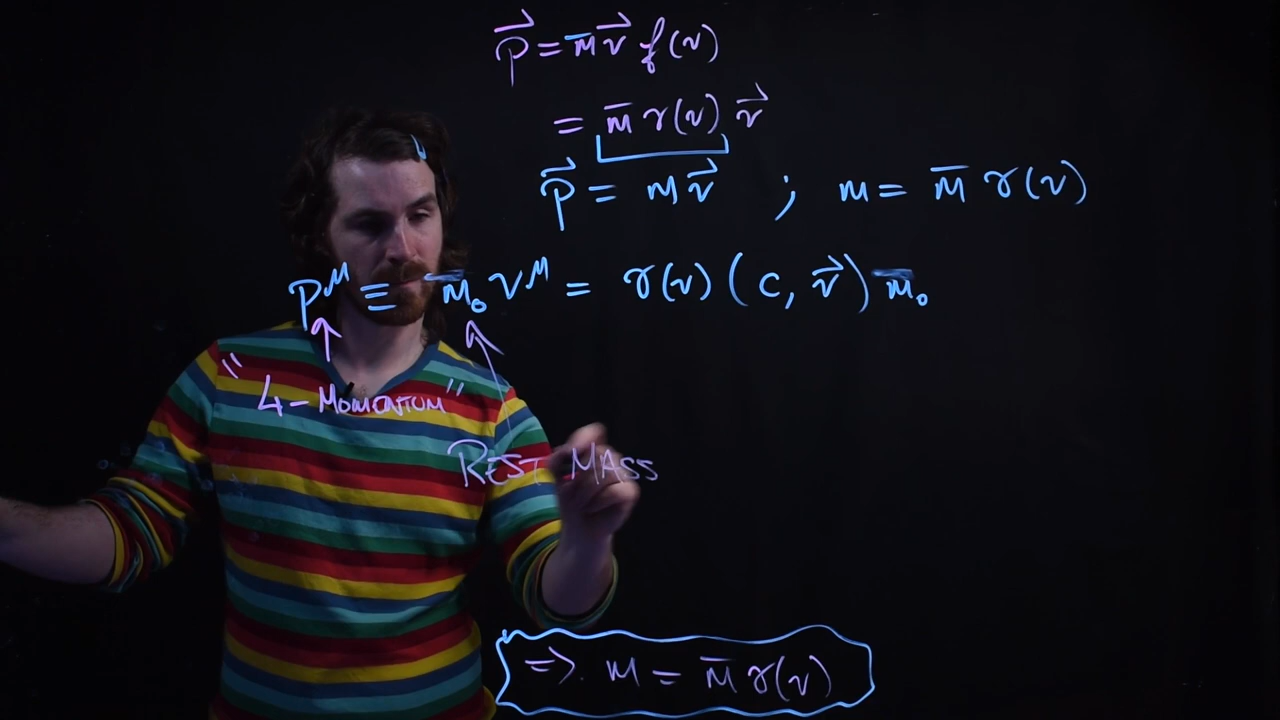 p⃗ = m̅ v⃗ f(v)
= m̅ γ(v) v⃗
p⃗ = m v⃗ ; m = m̅ γ(v)
p^μ ≡ m̅₀ v^μ = γ(v) (c, v⃗) m̅₀
"4-MOMENTUM"
REST MASS
=> m = m̅ γ(v)